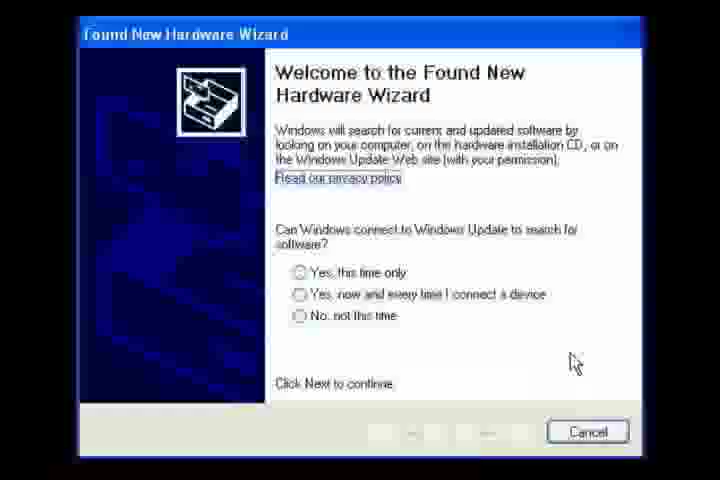 Found New Hardware Wizard
Welcome to the Found New
Hardware Wizard
Windows will search for current and updated software by
looking on your computer, on the hardware installation CD, or on
the Windows Update Web site (with your permission).
Read our privacy policy
Can Windows connect to Windows Update to search for
software?
Yes, this time only
Yes, now and every time I connect a device
No, not this time
Click Next to continue.
Cancel